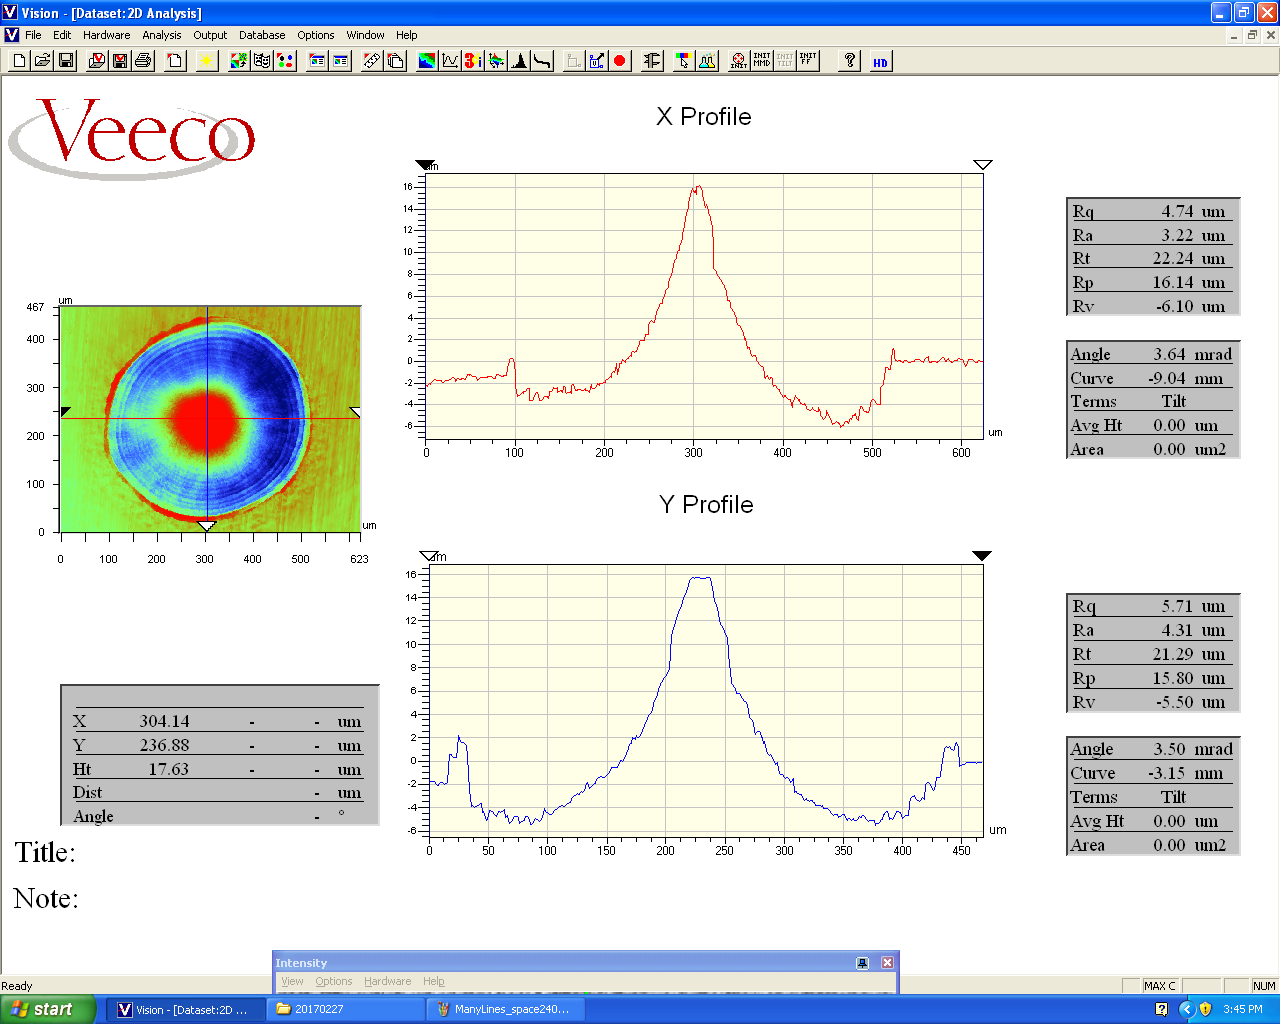 Vision - [Dataset:2D Analysis]
File Edit Hardware Analysis Output Database Options Window Help
INIT INIT MMD INIT TILT INIT FF ? HD
Veeco
X Profile
um
16
14
12
10
8
6
4
2
0
-2
-4
-6
0 100 200 300 400 500 600
um
Rq 4.74 um
Ra 3.22 um
Rt 22.24 um
Rp 16.14 um
Rv -6.10 um
Angle 3.64 mrad
Curve -9.04 mm
Terms Tilt
Avg Ht 0.00 um
Area 0.00 um2
um
467
400
300
200
100
0
um
0 100 200 300 400 500 623
Y Profile
um
16
14
12
10
8
6
4
2
0
-2
-4
-6
0 50 100 150 200 250 300 350 400 450
um
Rq 5.71 um
Ra 4.31 um
Rt 21.29 um
Rp 15.80 um
Rv -5.50 um
Angle 3.50 mrad
Curve -3.15 mm
Terms Tilt
Avg Ht 0.00 um
Area 0.00 um2
X 304.14 - - um
Y 236.88 - - um
Ht 17.63 - - um
Dist - um
Angle - °
Title:
Note:
Intensity
View Options Hardware Help
Ready
MAX C NUM
start
Vision - [Dataset:2D ...
20170227
ManyLines_space240...
3:45 PM